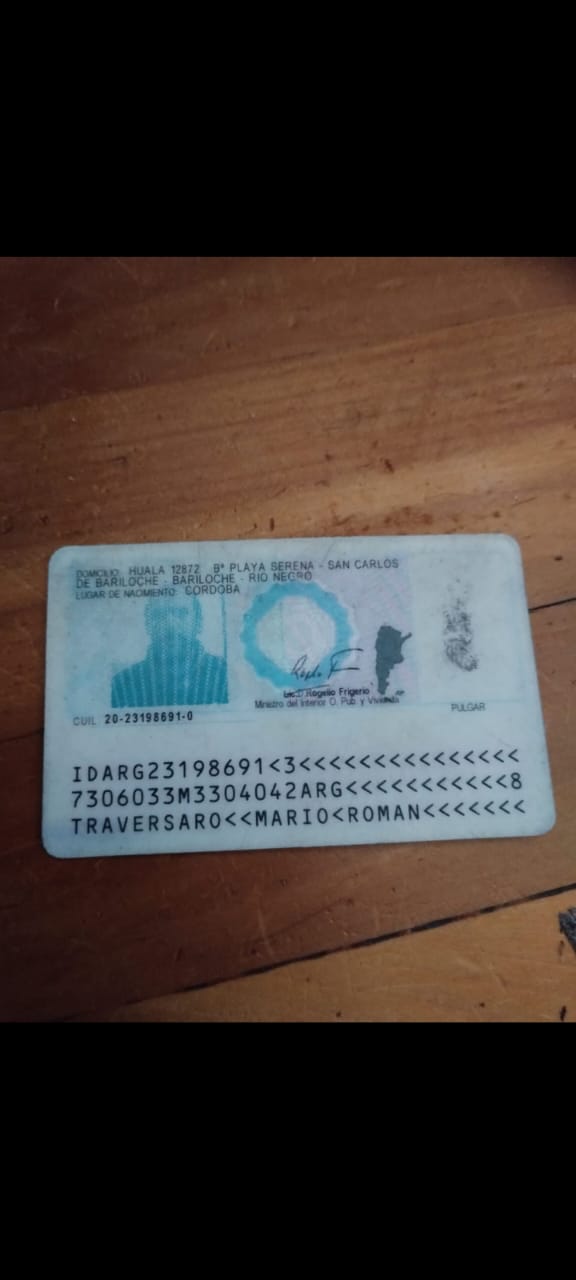 DOMICILIO: HUALA 12872 Bº PLAYA SERENA - SAN CARLOS
DE BARILOCHE - BARILOCHE - RIO NEGRO
LUGAR DE NACIMIENTO: CORDOBA
Lic. Rogelio Frigerio
Ministro del Interior O. Pub. y Vivienda
PULGAR
CUIL 20-23198691-0
IDARG23198691<3<<<<<<<<<<<<<<<
7306033M3304042ARG<<<<<<<<<<<8
TRAVERSARO<<MARIO<ROMAN<<<<<<<